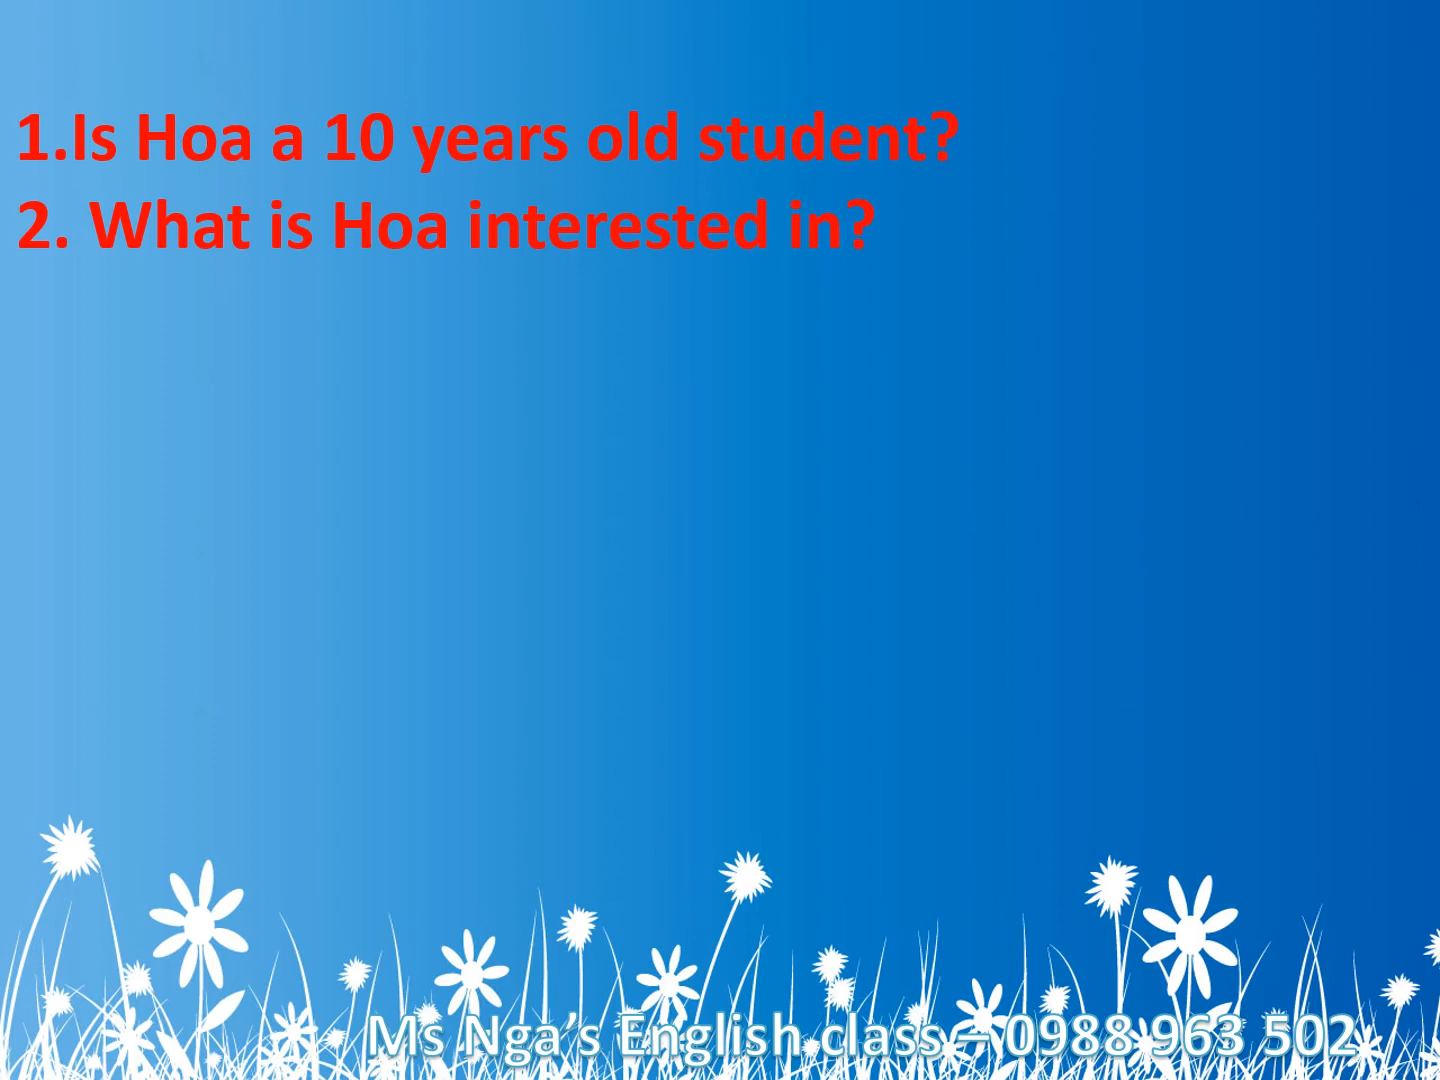 1.Is Hoa a 10 years old student?
2. What is Hoa interested in?
Ms Nga’s English class – 0988 963 502